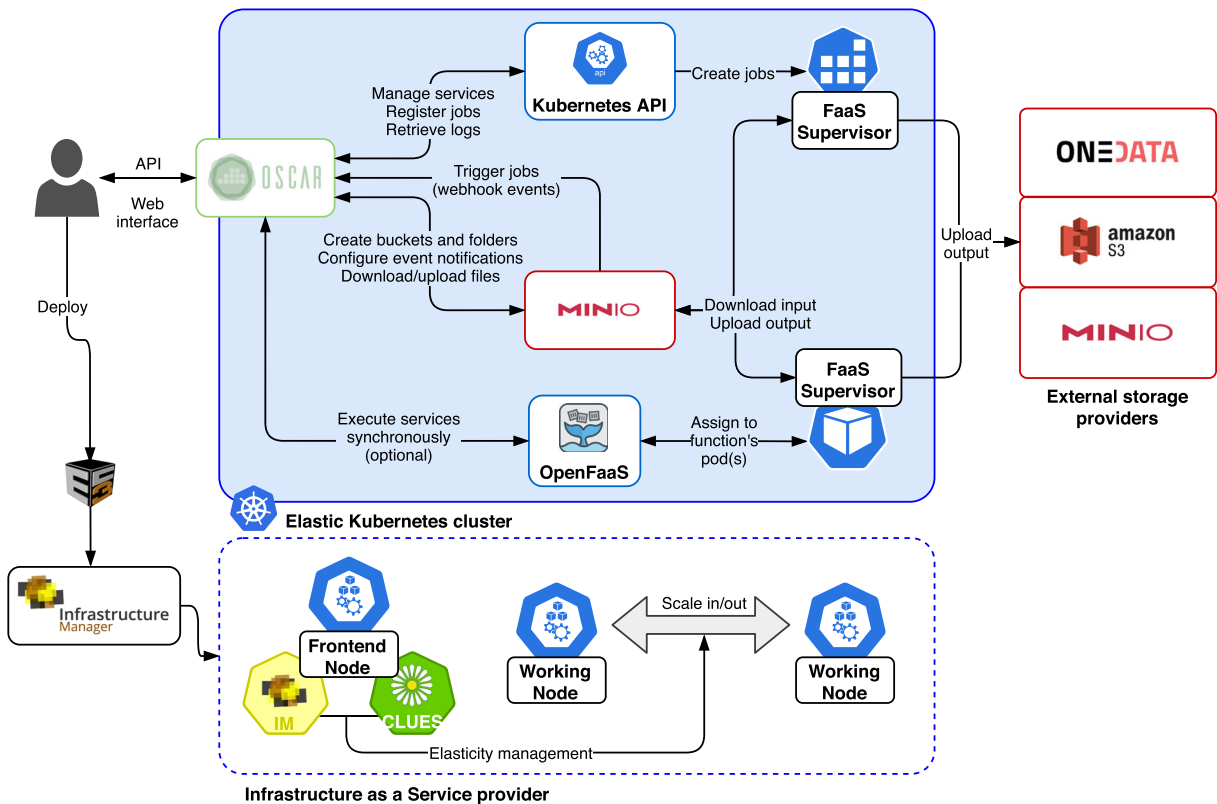 api
Kubernetes API
Create jobs
FaaS
Supervisor
Manage services
Register jobs
Retrieve logs
API
Web
interface
OSCAR
Trigger jobs
(webhook events)
Create buckets and folders
Configure event notifications
Download/upload files
MINIO
Download input
Upload output
Upload
output
ONEDATA
amazon
S3
MINIO
External storage
providers
Deploy
FaaS
Supervisor
Execute services
synchronously
(optional)
OpenFaaS
Assign to
function's
pod(s)
Elastic Kubernetes cluster
Infrastructure
Manager
Frontend
Node
IM
CLUES
Working
Node
Scale in/out
Working
Node
Elasticity management
Infrastructure as a Service provider